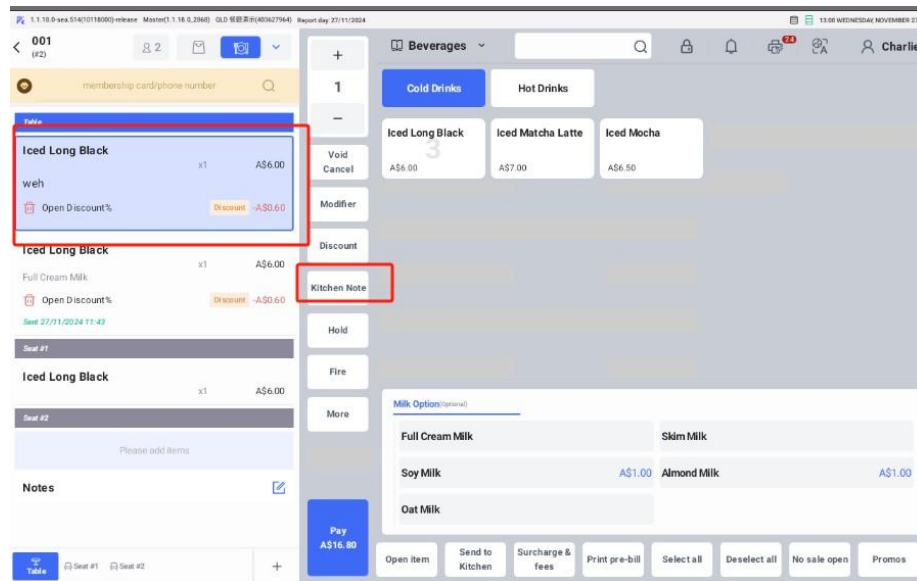 1.1.18.0-sea.S14(10118000)-release Master(1.1.18.0_2868) QLD 餐厅演示(403627964) Report day 27/11/2024
13:08 WEDNESDAY, NOVEMBER 27
001
(#2)
2
membership card/phone number
Table
Iced Long Black
x1 A$6.00
weh
Open Discount% Discount -A$0.60
Iced Long Black
x1 A$6.00
Full Cream Milk
Open Discount% Discount -A$0.60
Sent 27/11/2024 11:43
Seat #1
Iced Long Black
x1 A$6.00
Seat #2
Please add items
Notes
Table Seat #1 Seat #2 +
+
1
−
Void
Cancel
Modifier
Discount
Kitchen Note
Hold
Fire
More
Pay
A$16.80
Beverages
24
Charlie
Cold Drinks Hot Drinks
Iced Long Black Iced Matcha Latte Iced Mocha
3
A$6.00 A$7.00 A$6.50
Milk Option(Optional)
Full Cream Milk Skim Milk
Soy Milk A$1.00 Almond Milk A$1.00
Oat Milk
Open item Send to Kitchen Surcharge & fees Print pre-bill Select all Deselect all No sale open Promos